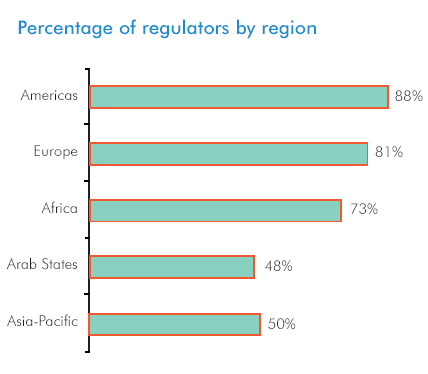 Percentage of regulators by region
Americas 88%
Europe 81%
Africa 73%
Arab States 48%
Asia-Pacific 50%